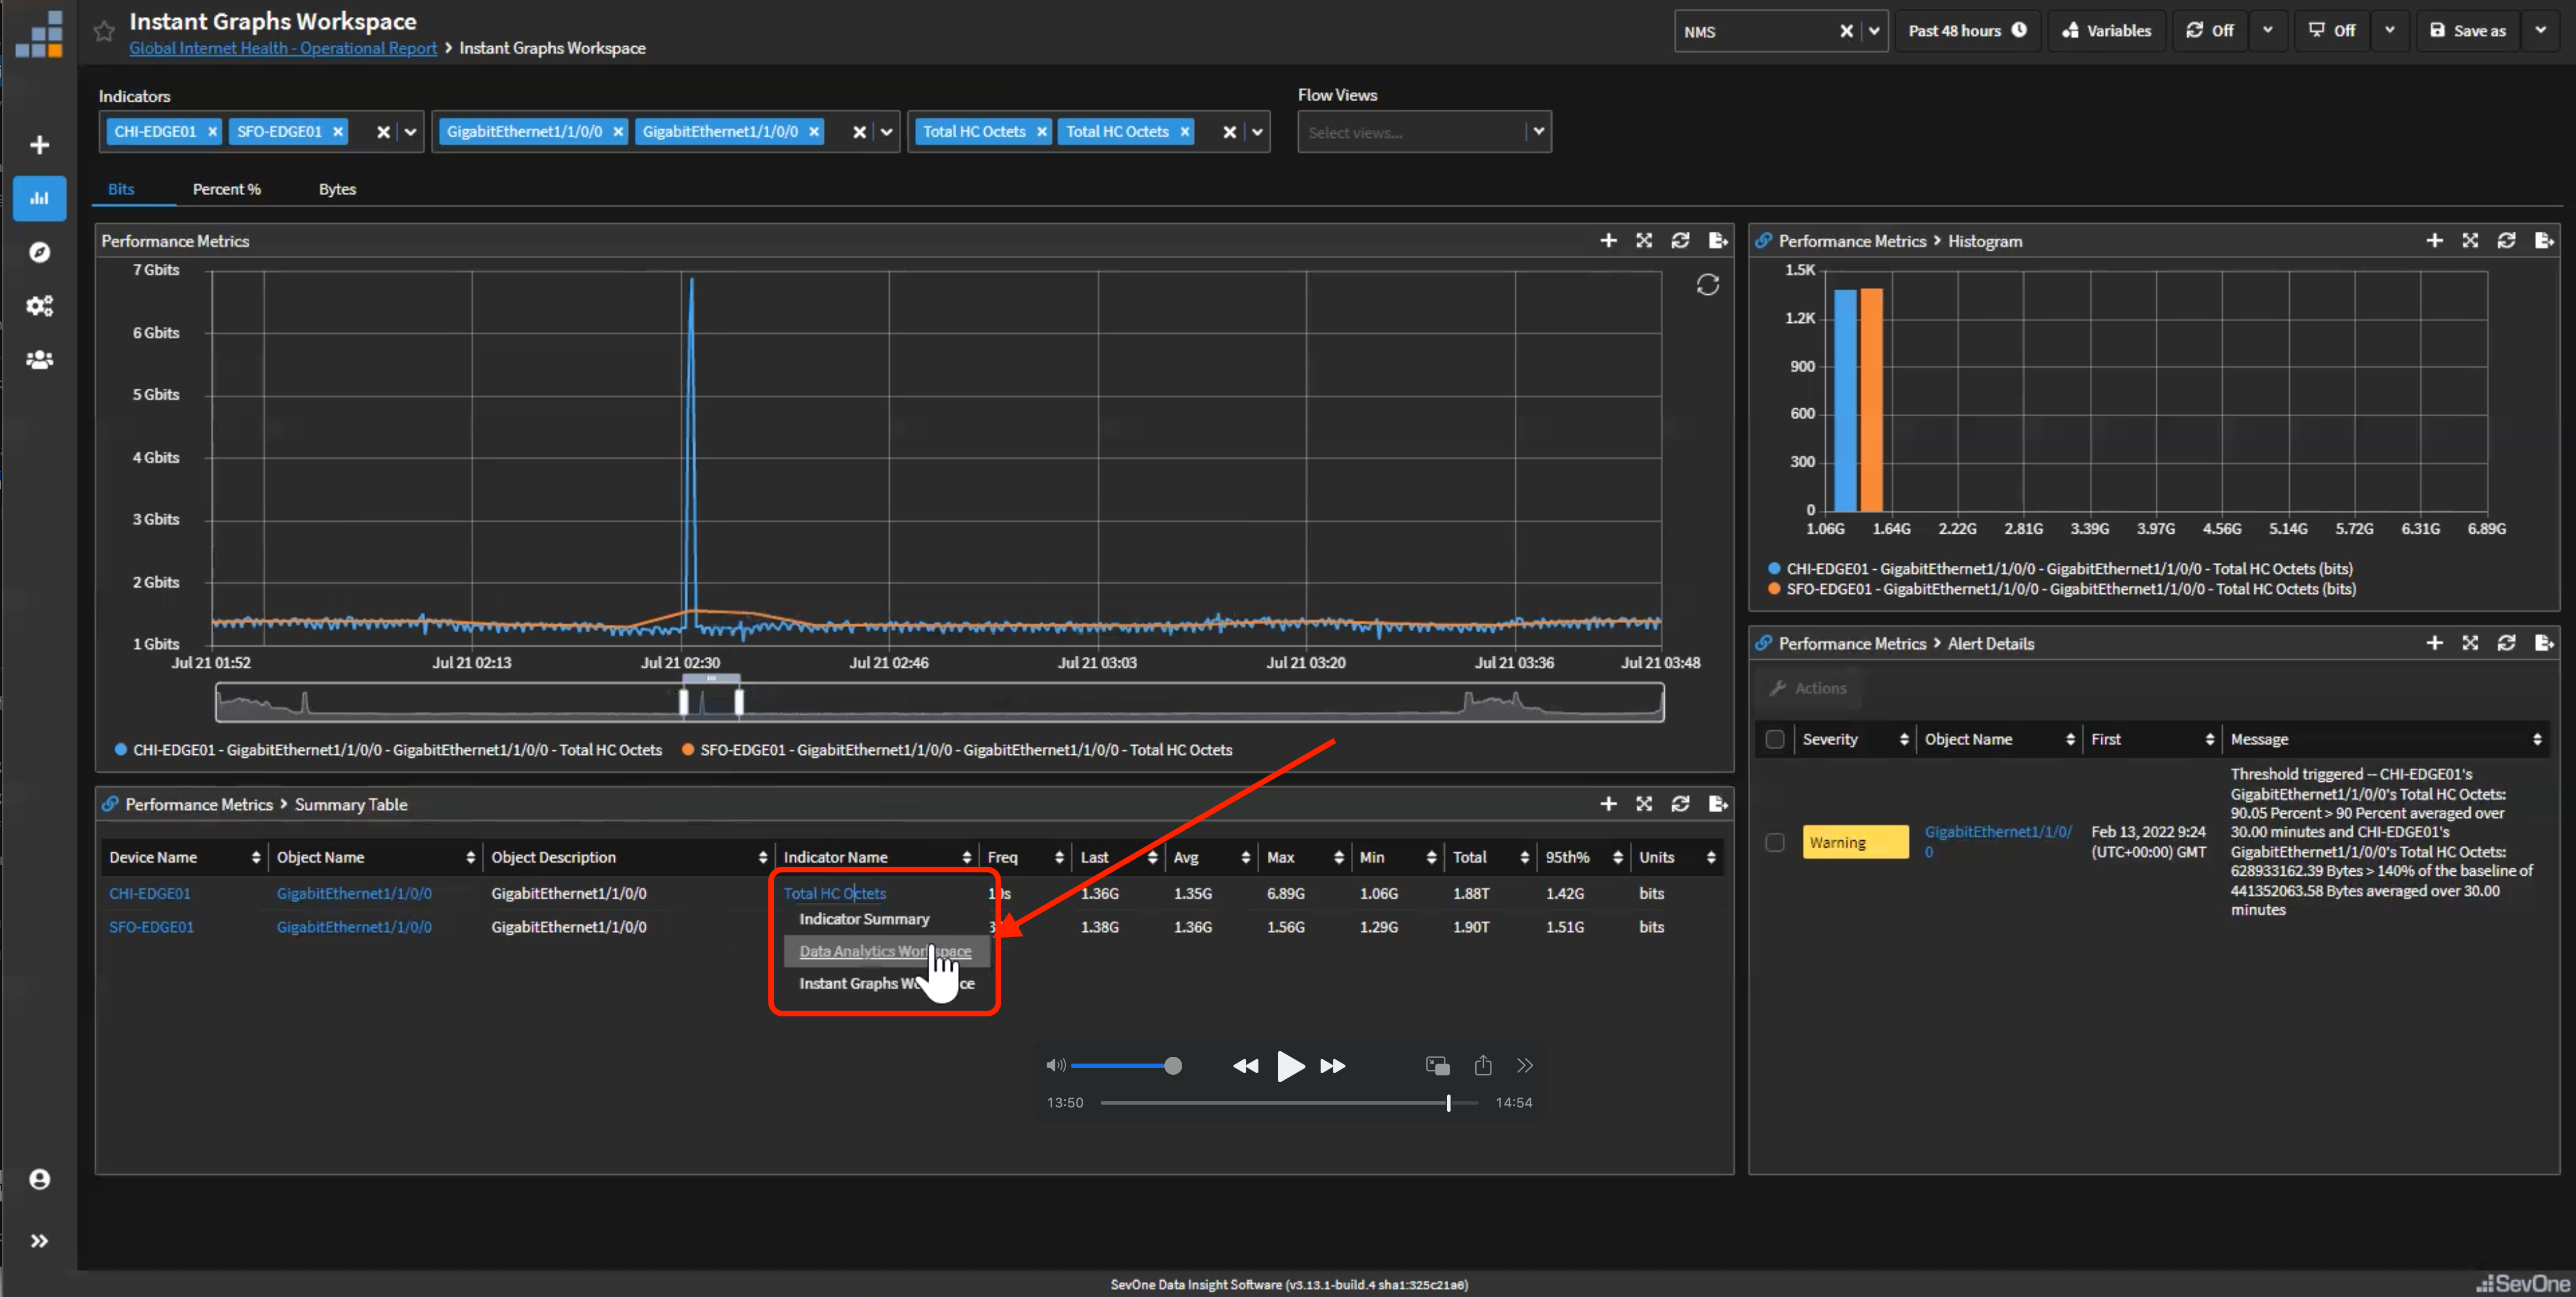 Instant Graphs Workspace
Global Internet Health - Operational Report > Instant Graphs Workspace
NMS
Past 48 hours
Variables
Off
Off
Save as
Indicators
Flow Views
CHI-EDGE01 × SFO-EDGE01 ×
GigabitEthernet1/1/0/0 × GigabitEthernet1/1/0/0 ×
Total HC Octets × Total HC Octets ×
Select views...
Bits Percent % Bytes
Performance Metrics
7 Gbits
6 Gbits
5 Gbits
4 Gbits
3 Gbits
2 Gbits
1 Gbits
Jul 21 01:52 Jul 21 02:13 Jul 21 02:30 Jul 21 02:46 Jul 21 03:03 Jul 21 03:20 Jul 21 03:36 Jul 21 03:48
CHI-EDGE01 - GigabitEthernet1/1/0/0 - GigabitEthernet1/1/0/0 - Total HC Octets
SFO-EDGE01 - GigabitEthernet1/1/0/0 - GigabitEthernet1/1/0/0 - Total HC Octets
Performance Metrics > Histogram
1.5K
1.2K
900
600
300
0
1.06G 1.64G 2.22G 2.81G 3.39G 3.97G 4.56G 5.14G 5.72G 6.31G 6.89G
CHI-EDGE01 - GigabitEthernet1/1/0/0 - GigabitEthernet1/1/0/0 - Total HC Octets (bits)
SFO-EDGE01 - GigabitEthernet1/1/0/0 - GigabitEthernet1/1/0/0 - Total HC Octets (bits)
Performance Metrics > Alert Details
Actions
Severity Object Name First Message
Warning
GigabitEthernet1/1/0/
0
Feb 13, 2022 9:24
(UTC+00:00) GMT
Threshold triggered -- CHI-EDGE01's
GigabitEthernet1/1/0/0's Total HC Octets:
90.05 Percent > 90 Percent averaged over
30.00 minutes and CHI-EDGE01's
GigabitEthernet1/1/0/0's Total HC Octets:
628933162.39 Bytes > 140% of the baseline of
441352063.58 Bytes averaged over 30.00
minutes
Performance Metrics > Summary Table
Device Name Object Name Object Description Indicator Name Freq Last Avg Max Min Total 95th% Units
CHI-EDGE01 GigabitEthernet1/1/0/0 GigabitEthernet1/1/0/0 Total HC Octets 1.36G 1.35G 6.89G 1.06G 1.88T 1.42G bits
SFO-EDGE01 GigabitEthernet1/1/0/0 GigabitEthernet1/1/0/0 1.38G 1.36G 1.56G 1.29G 1.90T 1.51G bits
Indicator Summary
Data Analytics Workspace
Instant Graphs
13:50
14:54
SevOne Data Insight Software (v3.13.1-build.4 sha1:325c21a6)
SevOne